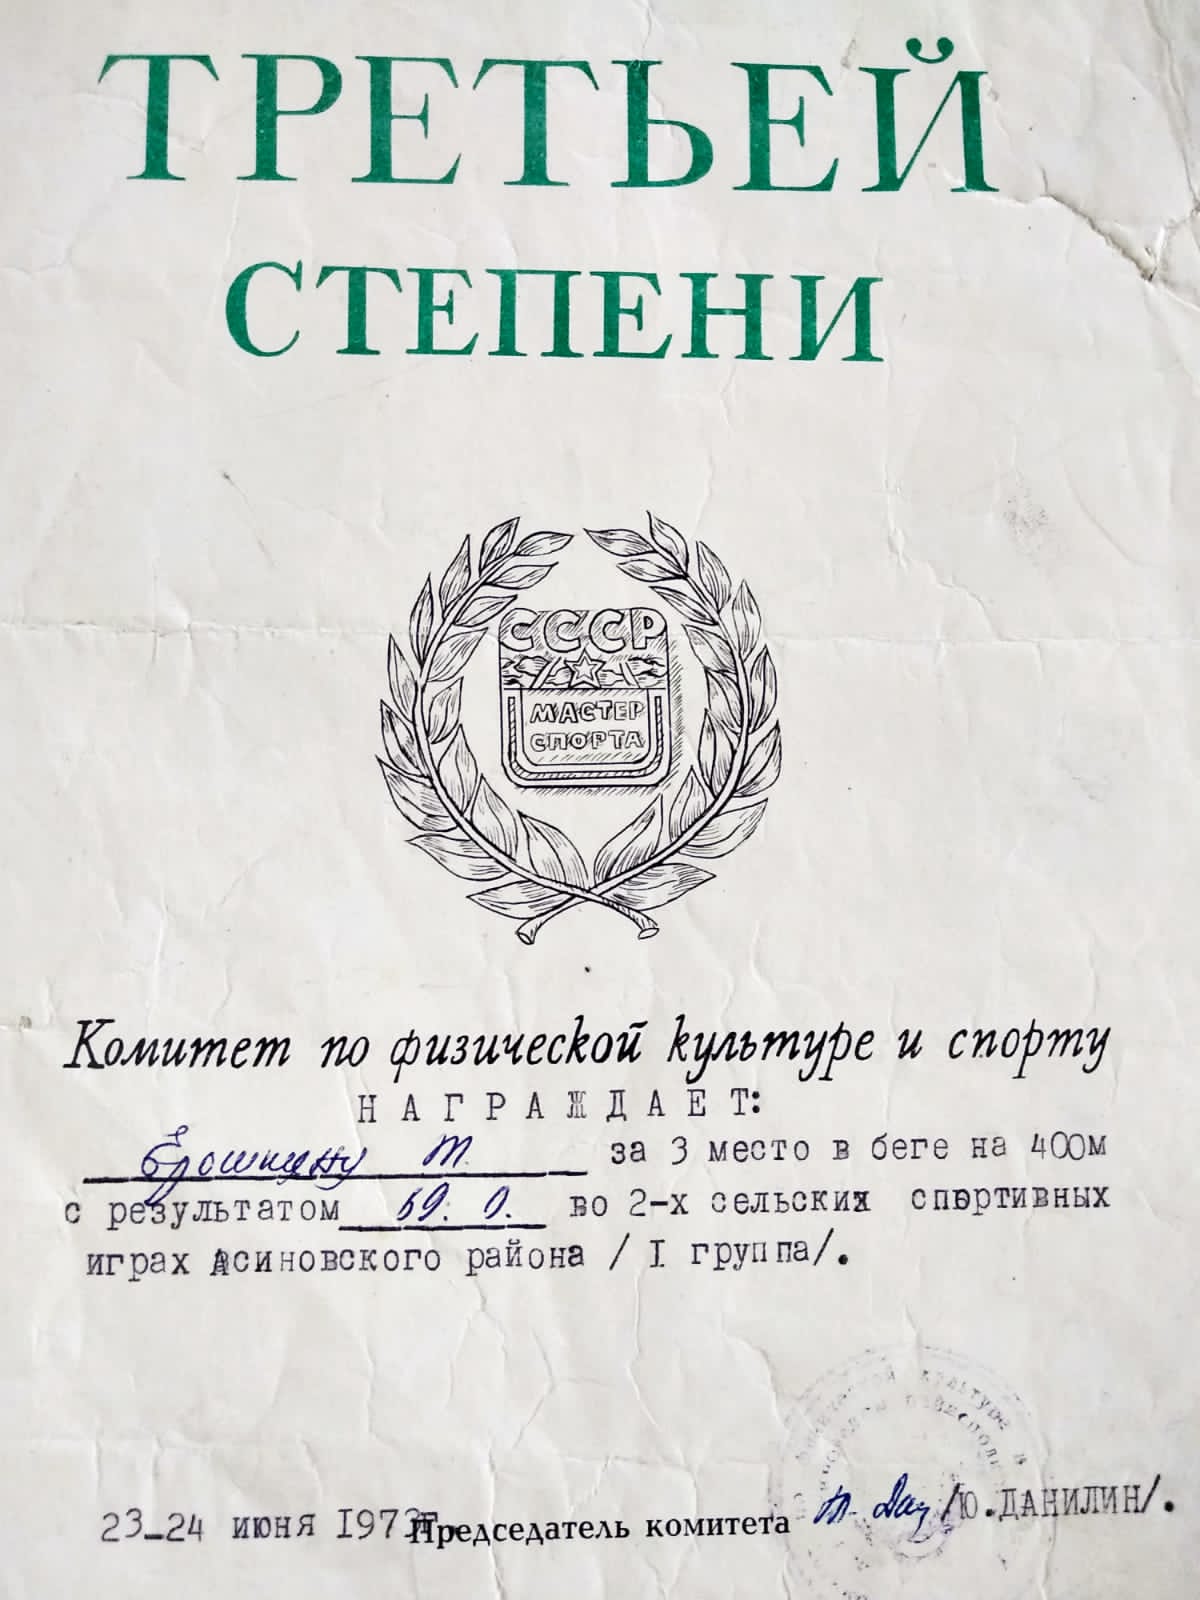 ТРЕТЬЕЙ
СТЕПЕНИ
СССР
МАСТЕР
СПОРТА
Комитет по физической культуре и спорту
НАГРАЖДАЕТ:
Ерошкину Т. за 3 место в беге на 400м
с результатом 69.0. во 2-х сельских спортивных
играх Асиновского района / I группа/.
КУЛЬТУРЕ И
23-24 июня 1973г. Председатель комитета /Ю.ДАНИЛИН/.